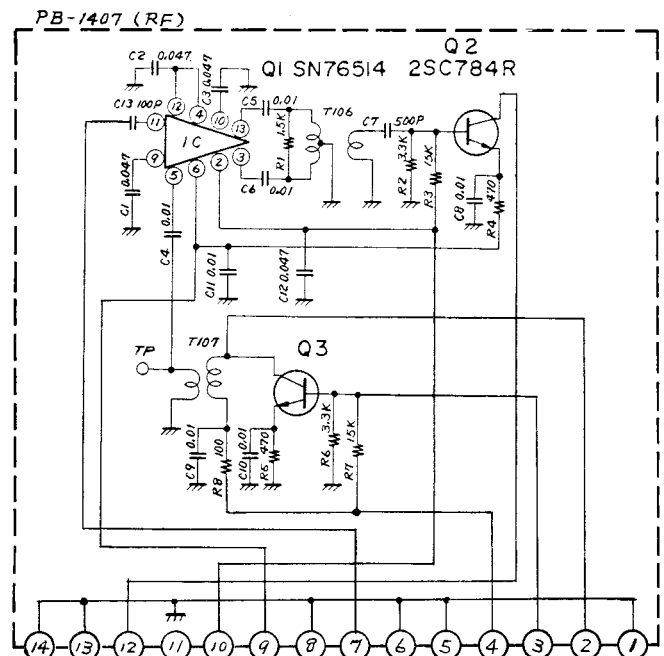 PB-1407 (RF)
Q2
Q1 SN76514 2SC784R
C2 0.047
C3 0.047
C13 100P
C5 0.01
T106
C7 500P
12 4 10 13
11
IC
9
5 6 2 3
R1 1.5K
R2 3.3K
R3 15K
C8 0.01
R4 470
C1 0.047
C4 0.01
C6 0.01
C11 0.01
C12 0.047
TP
T107
Q3
C9 0.01
R8 100
C10 0.01
R5 470
R6 3.3K
R7 15K
14 13 12 11 10 9 8 7 6 5 4 3 2 1